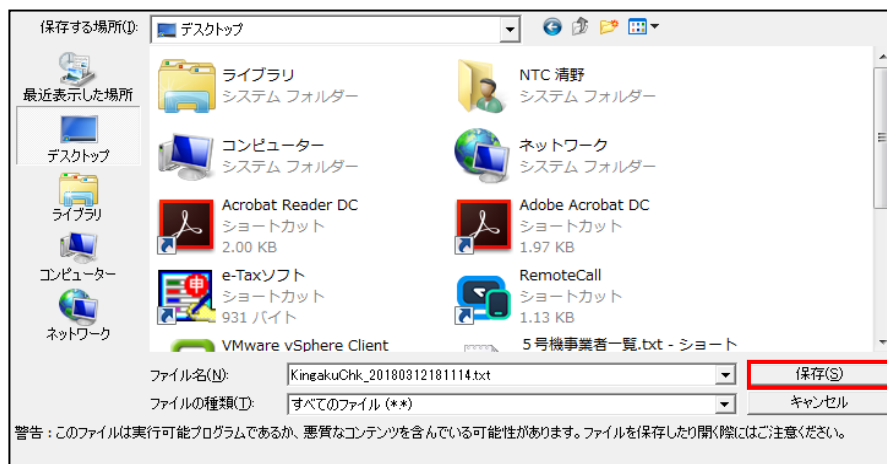 保存する場所(I):
デスクトップ
最近表示した場所
デスクトップ
ライブラリ
コンピューター
ネットワーク
ライブラリ
システム フォルダー
NTC 清野
システム フォルダー
コンピューター
システム フォルダー
ネットワーク
システム フォルダー
Acrobat Reader DC
ショートカット
2.00 KB
Adobe Acrobat DC
ショートカット
1.97 KB
e-Taxソフト
ショートカット
931 バイト
RemoteCall
ショートカット
1.13 KB
VMware vSphere Client
5号機事業者一覧.txt - ショート
ファイル名(N):
KingakuChk_20180312181114.txt
保存(S)
ファイルの種類(T):
すべてのファイル (*.*)
キャンセル
警告：このファイルは実行可能プログラムであるか、悪質なコンテンツを含んでいる可能性があります。ファイルを保存したり開く際にはご注意ください。